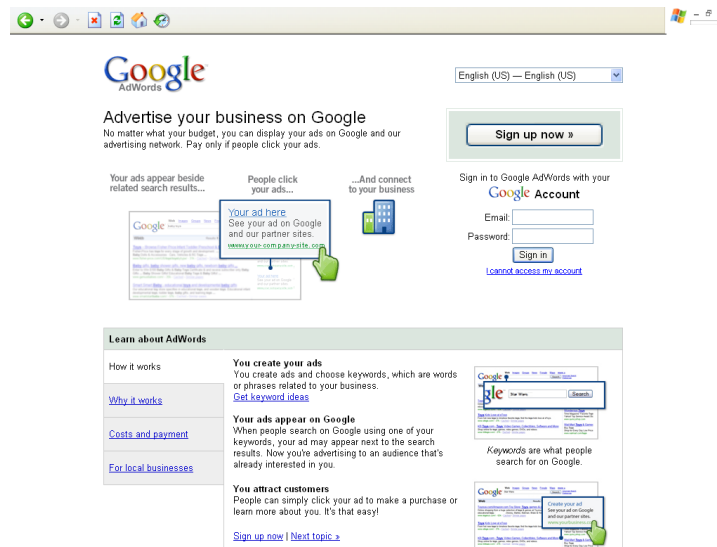 Google
AdWords
English (US) — English (US)
Advertise your business on Google
No matter what your budget, you can display your ads on Google and our
advertising network. Pay only if people click your ads.
Sign up now »
Your ads appear beside
related search results...
People click
your ads...
...And connect
to your business
Google
Your ad here
See your ad on Google
and our partner sites.
www.your-company-site.com
Sign in to Google AdWords with your
Google Account
Email:
Password:
Sign in
I cannot access my account
Learn about AdWords
How it works
Why it works
Costs and payment
For local businesses
You create your ads
You create ads and choose keywords, which are words
or phrases related to your business.
Get keyword ideas
Your ads appear on Google
When people search on Google using one of your
keywords, your ad may appear next to the search
results. Now you're advertising to an audience that's
already interested in you.
You attract customers
People can simply click your ad to make a purchase or
learn more about you. It's that easy!
Sign up now | Next topic »
Google
gle
Search
Keywords are what people
search for on Google.
Google
Create your ad
See your ad on Google
and our partner sites.